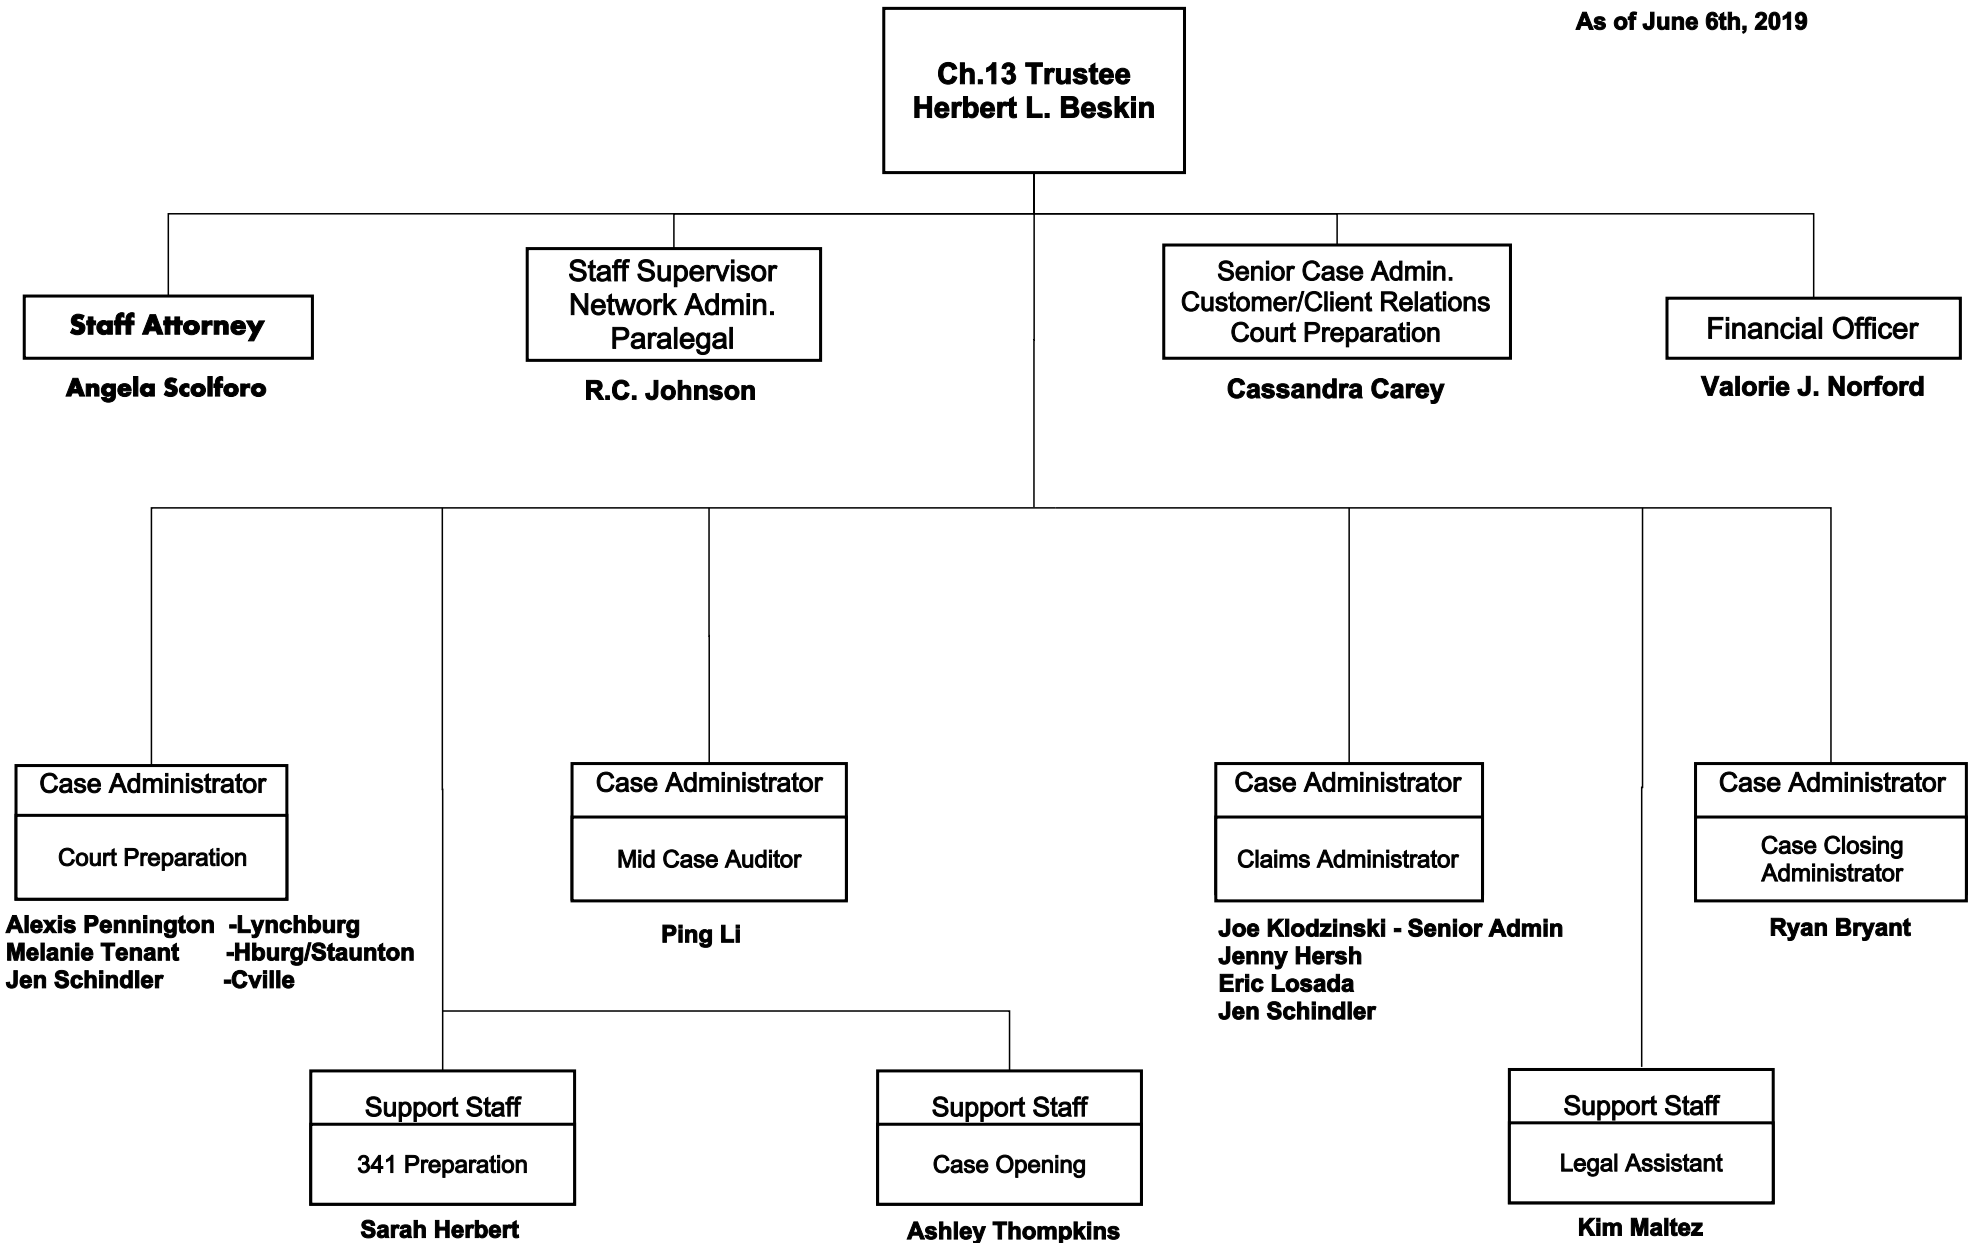 As of June 6th, 2019
Ch.13 Trustee
Herbert L. Beskin
Staff Attorney
Angela Scolforo
Staff Supervisor
Network Admin.
Paralegal
R.C. Johnson
Senior Case Admin.
Customer/Client Relations
Court Preparation
Cassandra Carey
Financial Officer
Valorie J. Norford
Case Administrator
Court Preparation
Alexis Pennington -Lynchburg
Melanie Tenant -Hburg/Staunton
Jen Schindler -Cville
Case Administrator
Mid Case Auditor
Ping Li
Case Administrator
Claims Administrator
Joe Klodzinski - Senior Admin
Jenny Hersh
Eric Losada
Jen Schindler
Case Administrator
Case Closing
Administrator
Ryan Bryant
Support Staff
341 Preparation
Sarah Herbert
Support Staff
Case Opening
Ashley Thompkins
Support Staff
Legal Assistant
Kim Maltez